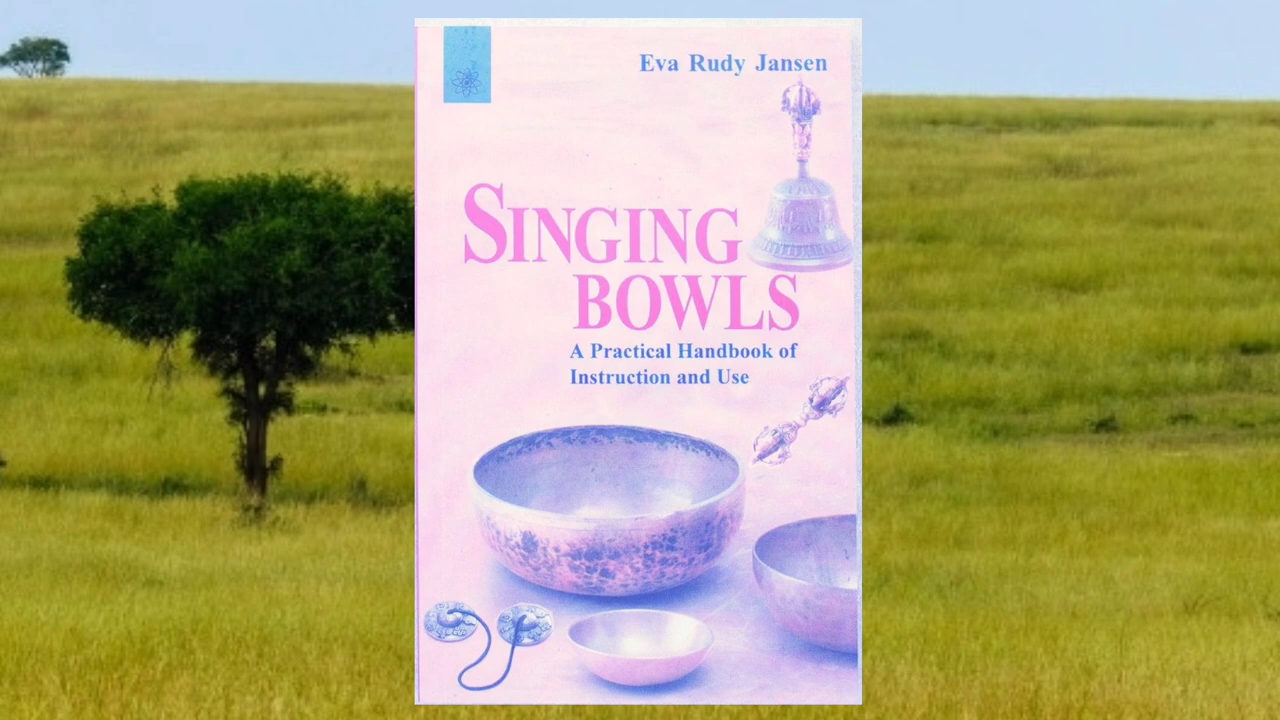 Eva Rudy Jansen
SINGING
BOWLS
A Practical Handbook of
Instruction and Use